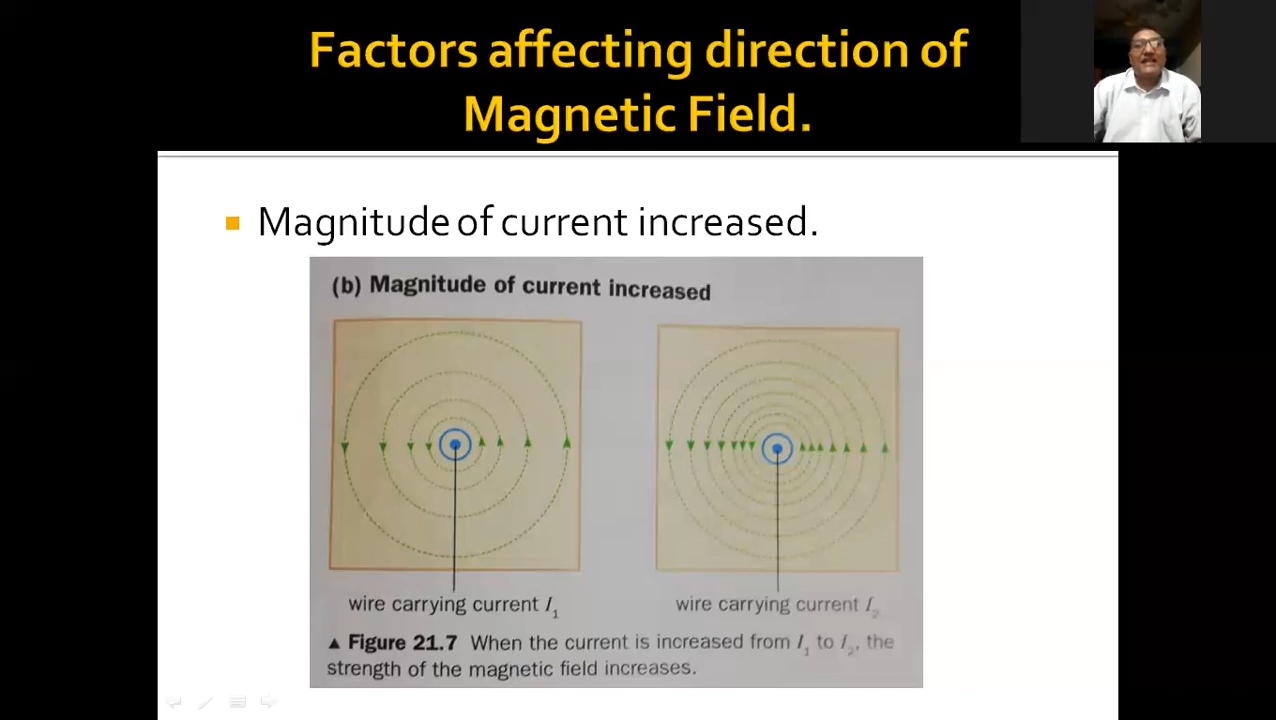 Factors affecting direction of
Magnetic Field.
Magnitude of current increased.
(b) Magnitude of current increased
wire carrying current I₁
wire carrying current I₂
▲ Figure 21.7 When the current is increased from I₁ to I₂, the
strength of the magnetic field increases.